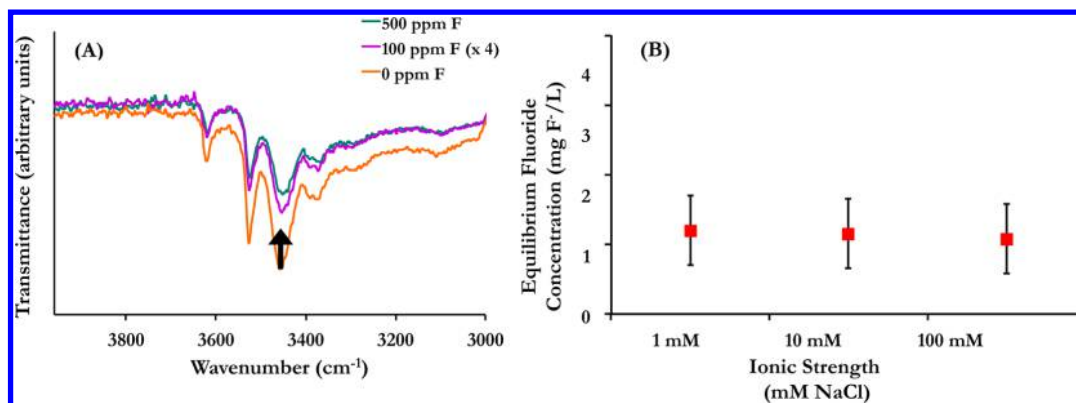 (A)
500 ppm F
100 ppm F (x 4)
0 ppm F
Transmittance (arbitrary units)
3800 3600 3400 3200 3000
Wavenumber (cm⁻¹)
(B)
Equilibrium Fluoride
Concentration (mg F⁻/L)
4
3
2
1
0
1 mM 10 mM 100 mM
Ionic Strength
(mM NaCl)